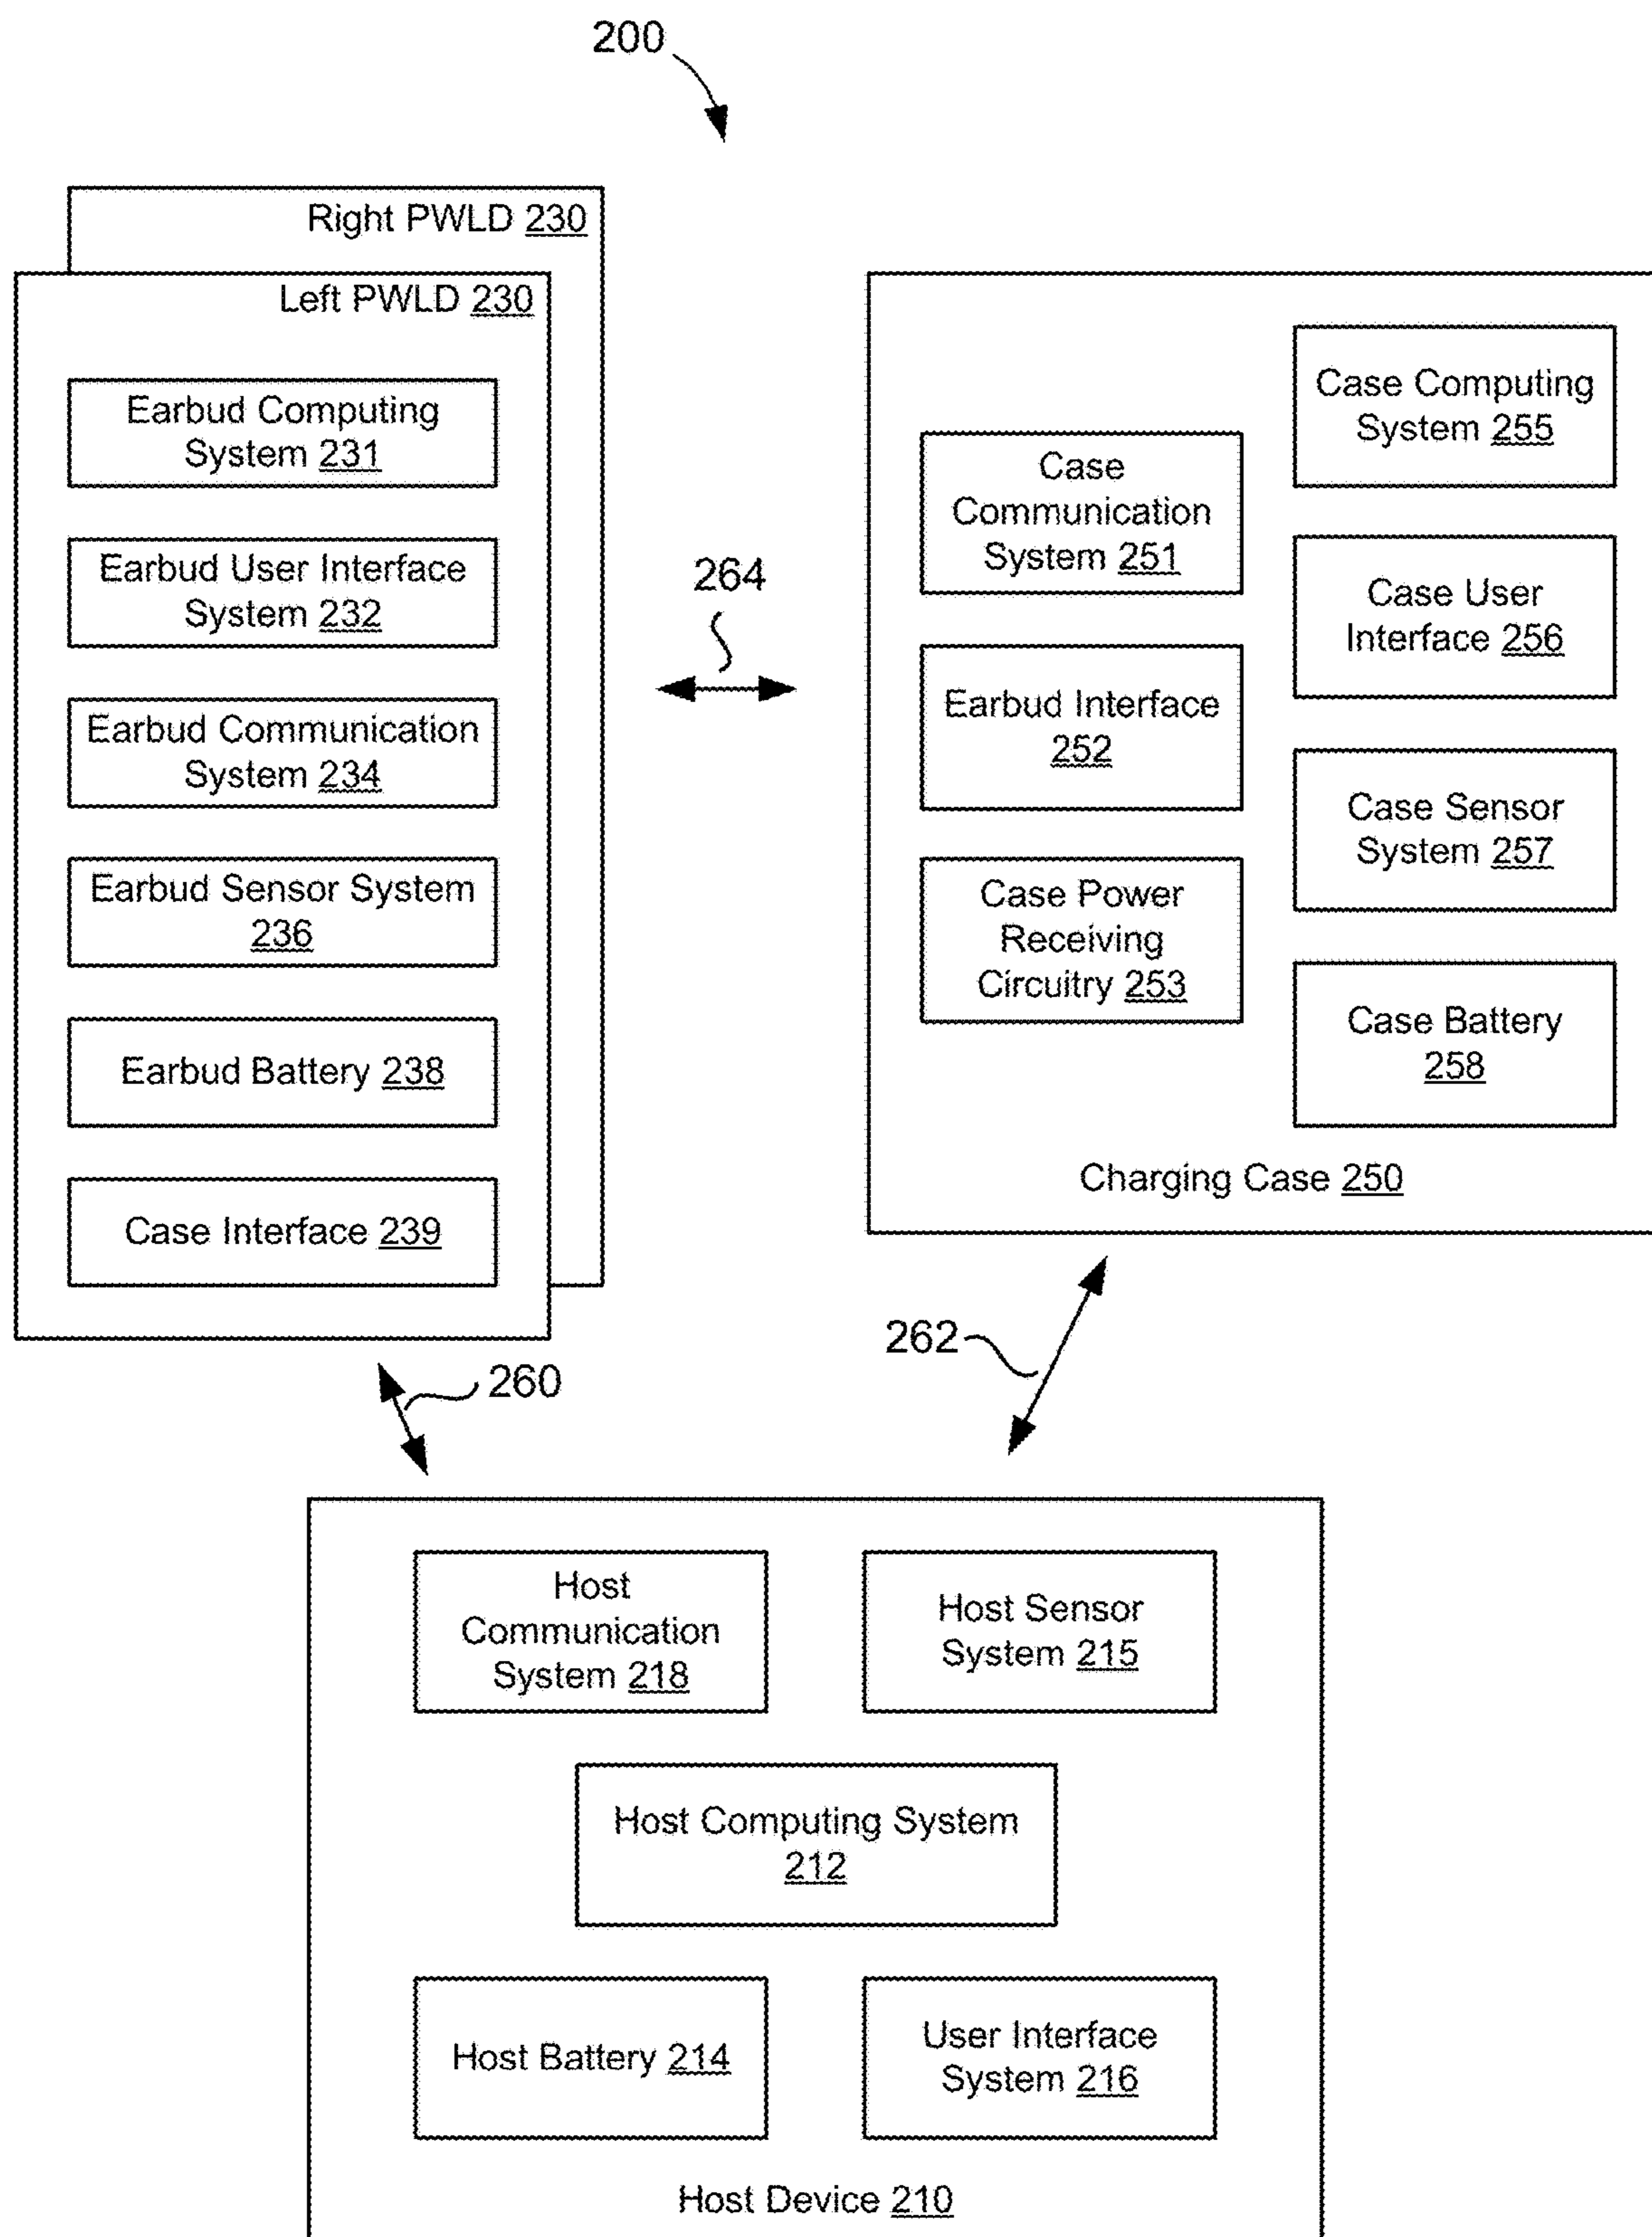 200
Right PWLD 230
Left PWLD 230
Earbud Computing
System 231
Earbud User Interface
System 232
Earbud Communication
System 234
Earbud Sensor System
236
Earbud Battery 238
Case Interface 239
264
Case
Communication
System 251
Earbud Interface
252
Case Power
Receiving
Circuitry 253
Case Computing
System 255
Case User
Interface 256
Case Sensor
System 257
Case Battery
258
Charging Case 250
260
262
Host
Communication
System 218
Host Sensor
System 215
Host Computing System
212
Host Battery 214
User Interface
System 216
Host Device 210